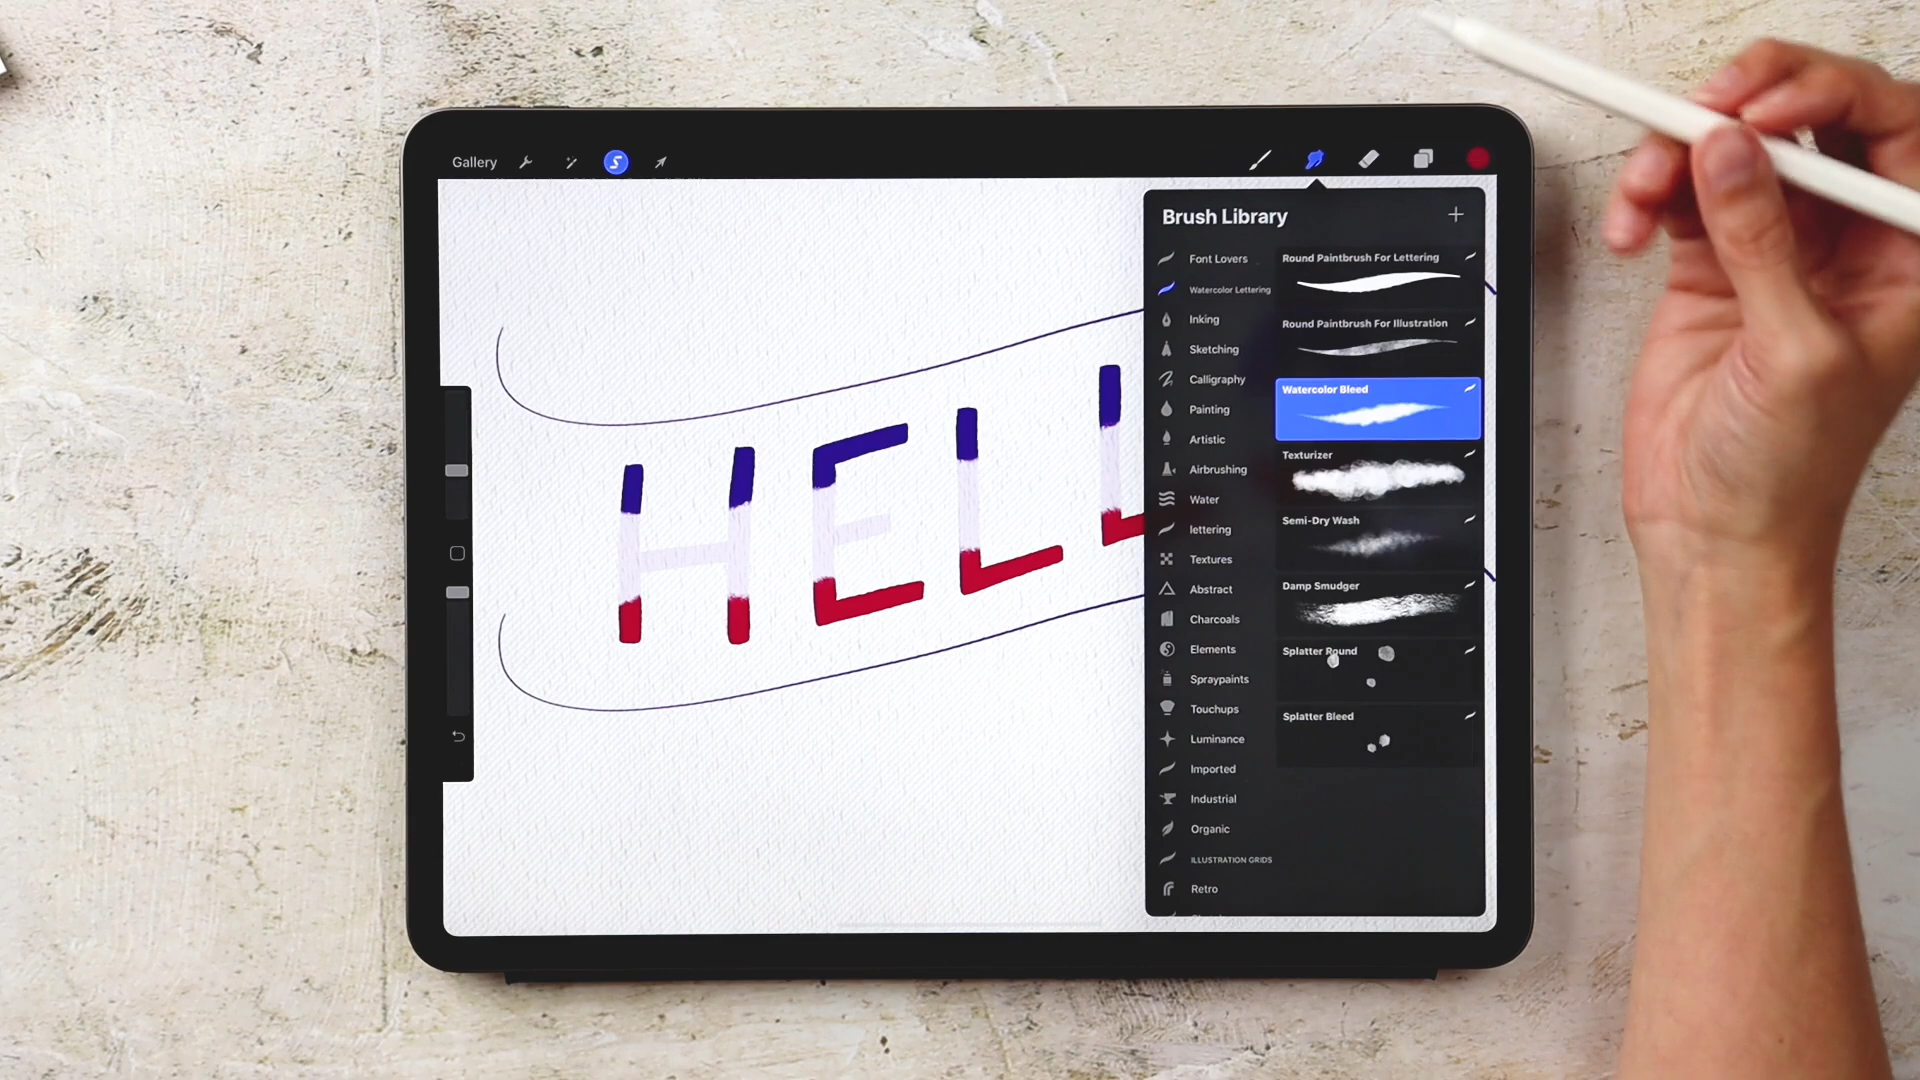 Gallery
Brush Library
Font Lovers
Watercolor Lettering
Inking
Sketching
Calligraphy
Painting
Artistic
Airbrushing
Water
lettering
Textures
Abstract
Charcoals
Elements
Spraypaints
Touchups
Luminance
Imported
Industrial
Organic
ILLUSTRATION GRIDS
Retro
Round Paintbrush For Lettering
Round Paintbrush For Illustration
Watercolor Bleed
Texturizer
Semi-Dry Wash
Damp Smudger
Splatter Round
Splatter Bleed
HELL